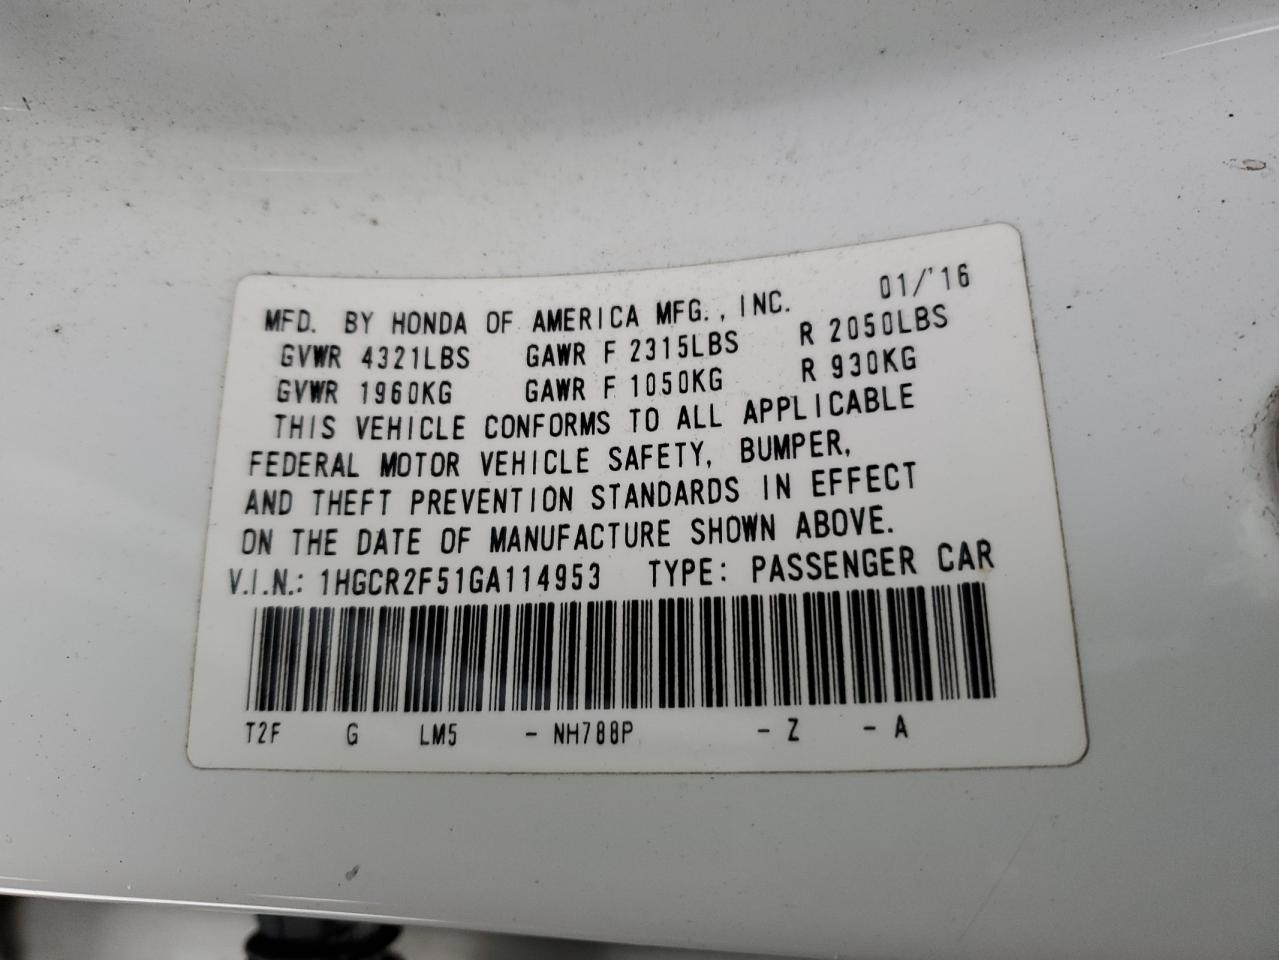 MFD. BY HONDA OF AMERICA MFG., INC. 01/'16
GVWR 4321LBS GAWR F 2315LBS R 2050LBS
GVWR 1960KG GAWR F 1050KG R 930KG
THIS VEHICLE CONFORMS TO ALL APPLICABLE
FEDERAL MOTOR VEHICLE SAFETY, BUMPER,
AND THEFT PREVENTION STANDARDS IN EFFECT
ON THE DATE OF MANUFACTURE SHOWN ABOVE.
V.I.N.: 1HGCR2F51GA114953 TYPE: PASSENGER CAR
T2F G LM5 - NH788P - Z - A